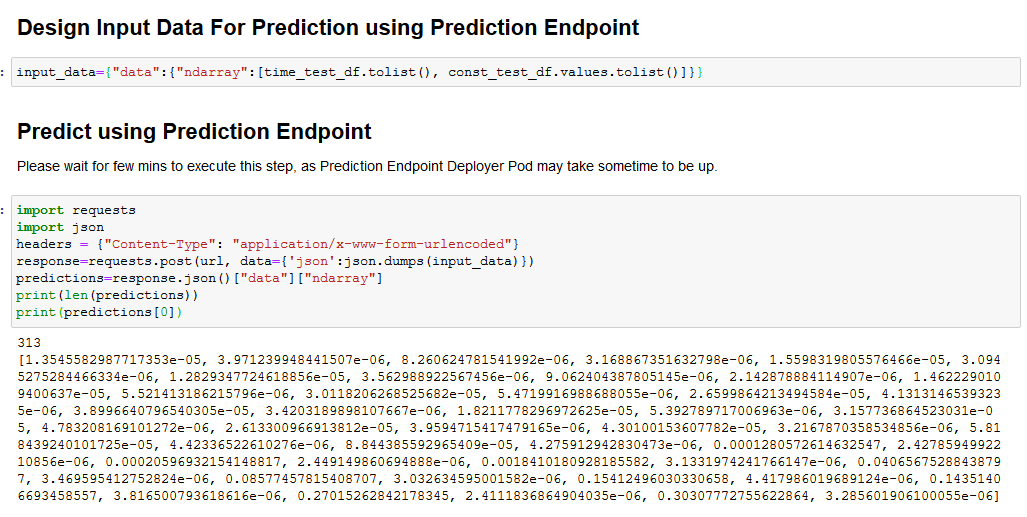 Design Input Data For Prediction using Prediction Endpoint
: input_data={"data":{"ndarray":[time_test_df.tolist(), const_test_df.values.tolist()]}}
Predict using Prediction Endpoint
Please wait for few mins to execute this step, as Prediction Endpoint Deployer Pod may take sometime to be up.
: import requests
import json
headers = {"Content-Type": "application/x-www-form-urlencoded"}
response=requests.post(url, data={'json':json.dumps(input_data)})
predictions=response.json()["data"]["ndarray"]
print(len(predictions))
print(predictions[0])
313
[1.3545582987717353e-05, 3.971239948441507e-06, 8.260624781541992e-06, 3.168867351632798e-06, 1.5598319805576466e-05, 3.094
5275284466334e-06, 1.2829347724618856e-05, 3.562988922567456e-06, 9.062404387805145e-06, 2.142878884114907e-06, 1.462229010
9400637e-05, 5.521413186215796e-06, 3.0118206268525682e-05, 5.4719916988688055e-06, 2.6599864213494584e-05, 4.1313146539323
5e-06, 3.8996640796540305e-05, 3.4203189898107667e-06, 1.8211778296972625e-05, 5.392789717006963e-06, 3.157736864523031e-0
5, 4.783208169101272e-06, 2.613300966913812e-05, 3.9594715417479165e-06, 4.30100153607782e-05, 3.2167870358534856e-06, 5.81
8439240101725e-05, 4.42336522610276e-06, 8.844385592965409e-05, 4.275912942830473e-06, 0.0001280572614632547, 2.42785949922
10856e-06, 0.00020596932154148817, 2.449149860694888e-06, 0.0018410180928185582, 3.1331974241766147e-06, 0.0406567528843879
7, 3.469595412752824e-06, 0.08577457815408707, 3.032634595001582e-06, 0.15412496030330658, 4.417986019689124e-06, 0.1435140
6693458557, 3.816500793618616e-06, 0.27015262842178345, 2.4111836864904035e-06, 0.30307772755622864, 3.285601906100055e-06]